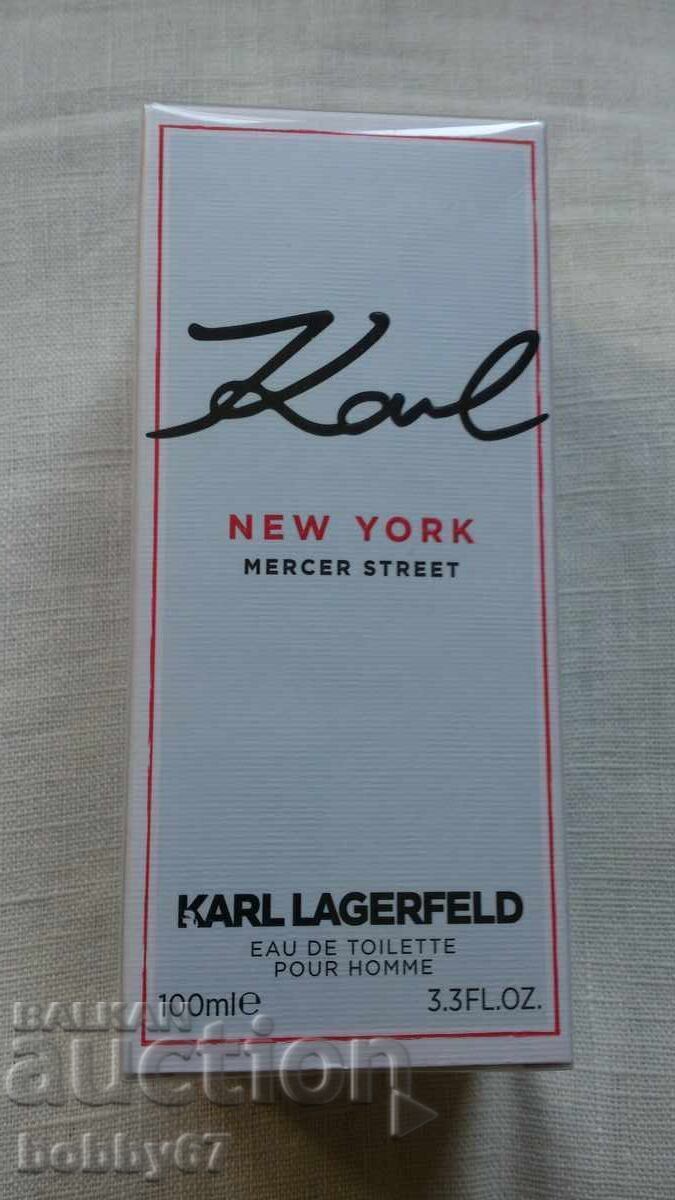 Karl
NEW YORK
MERCER STREET
KARL LAGERFELD
EAU DE TOILETTE
POUR HOMME
100ml℮ 3.3FL.OZ.
BALKAN
auction
bobby67